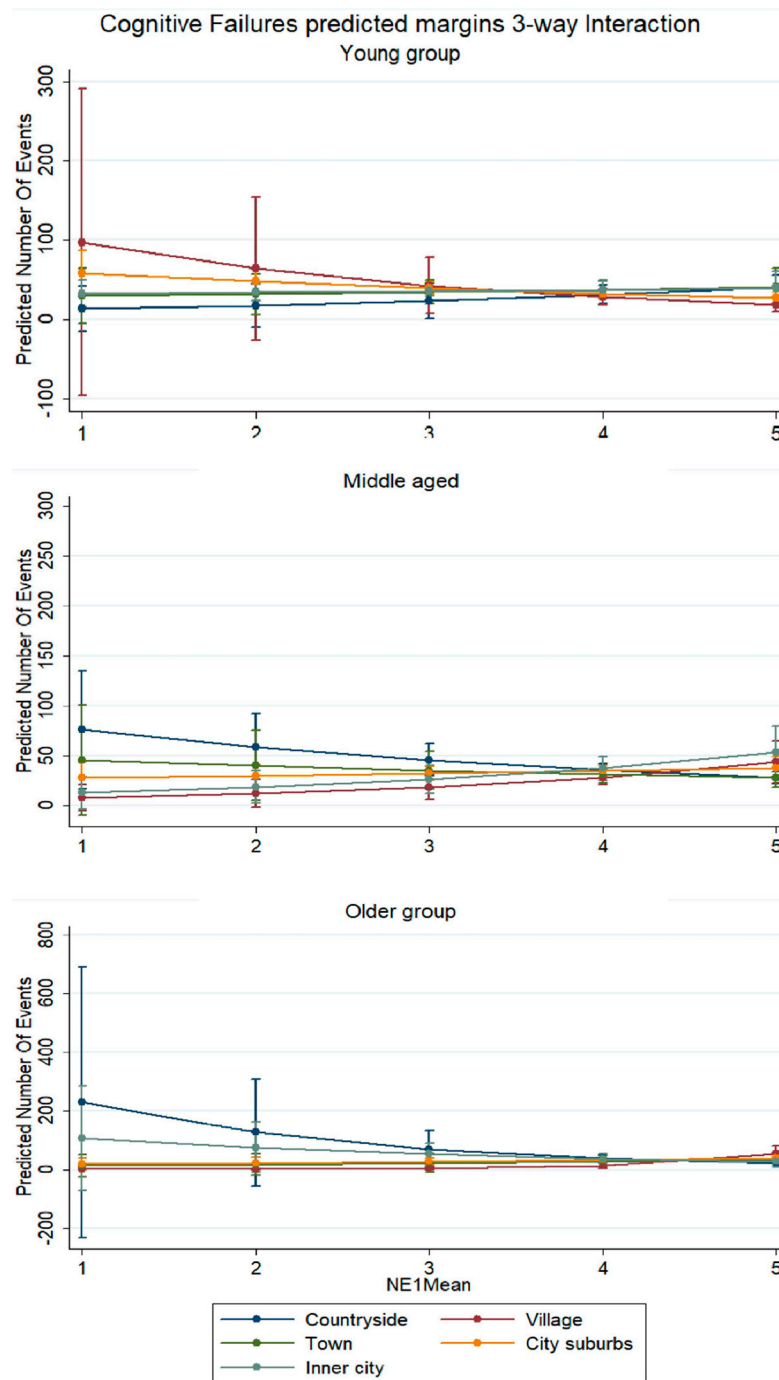 Cognitive Failures predicted margins 3-way Interaction
Young group
300
200
100
0
-100
Predicted Number Of Events
1 2 3 4 5
Middle aged
300
250
200
150
100
50
0
Predicted Number Of Events
1 2 3 4 5
Older group
800
600
400
200
0
-200
Predicted Number Of Events
1 2 3 4 5
NE1Mean
Countryside Village
Town City suburbs
Inner city